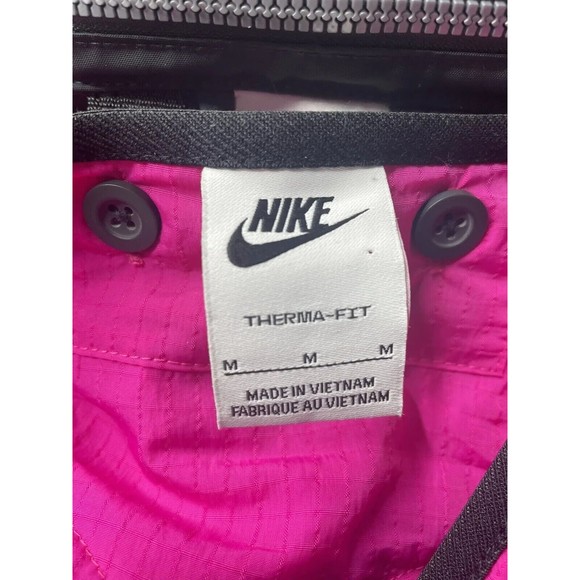 NIKE
THERMA-FIT
M M M
MADE IN VIETNAM
FABRIQUE AU VIETNAM